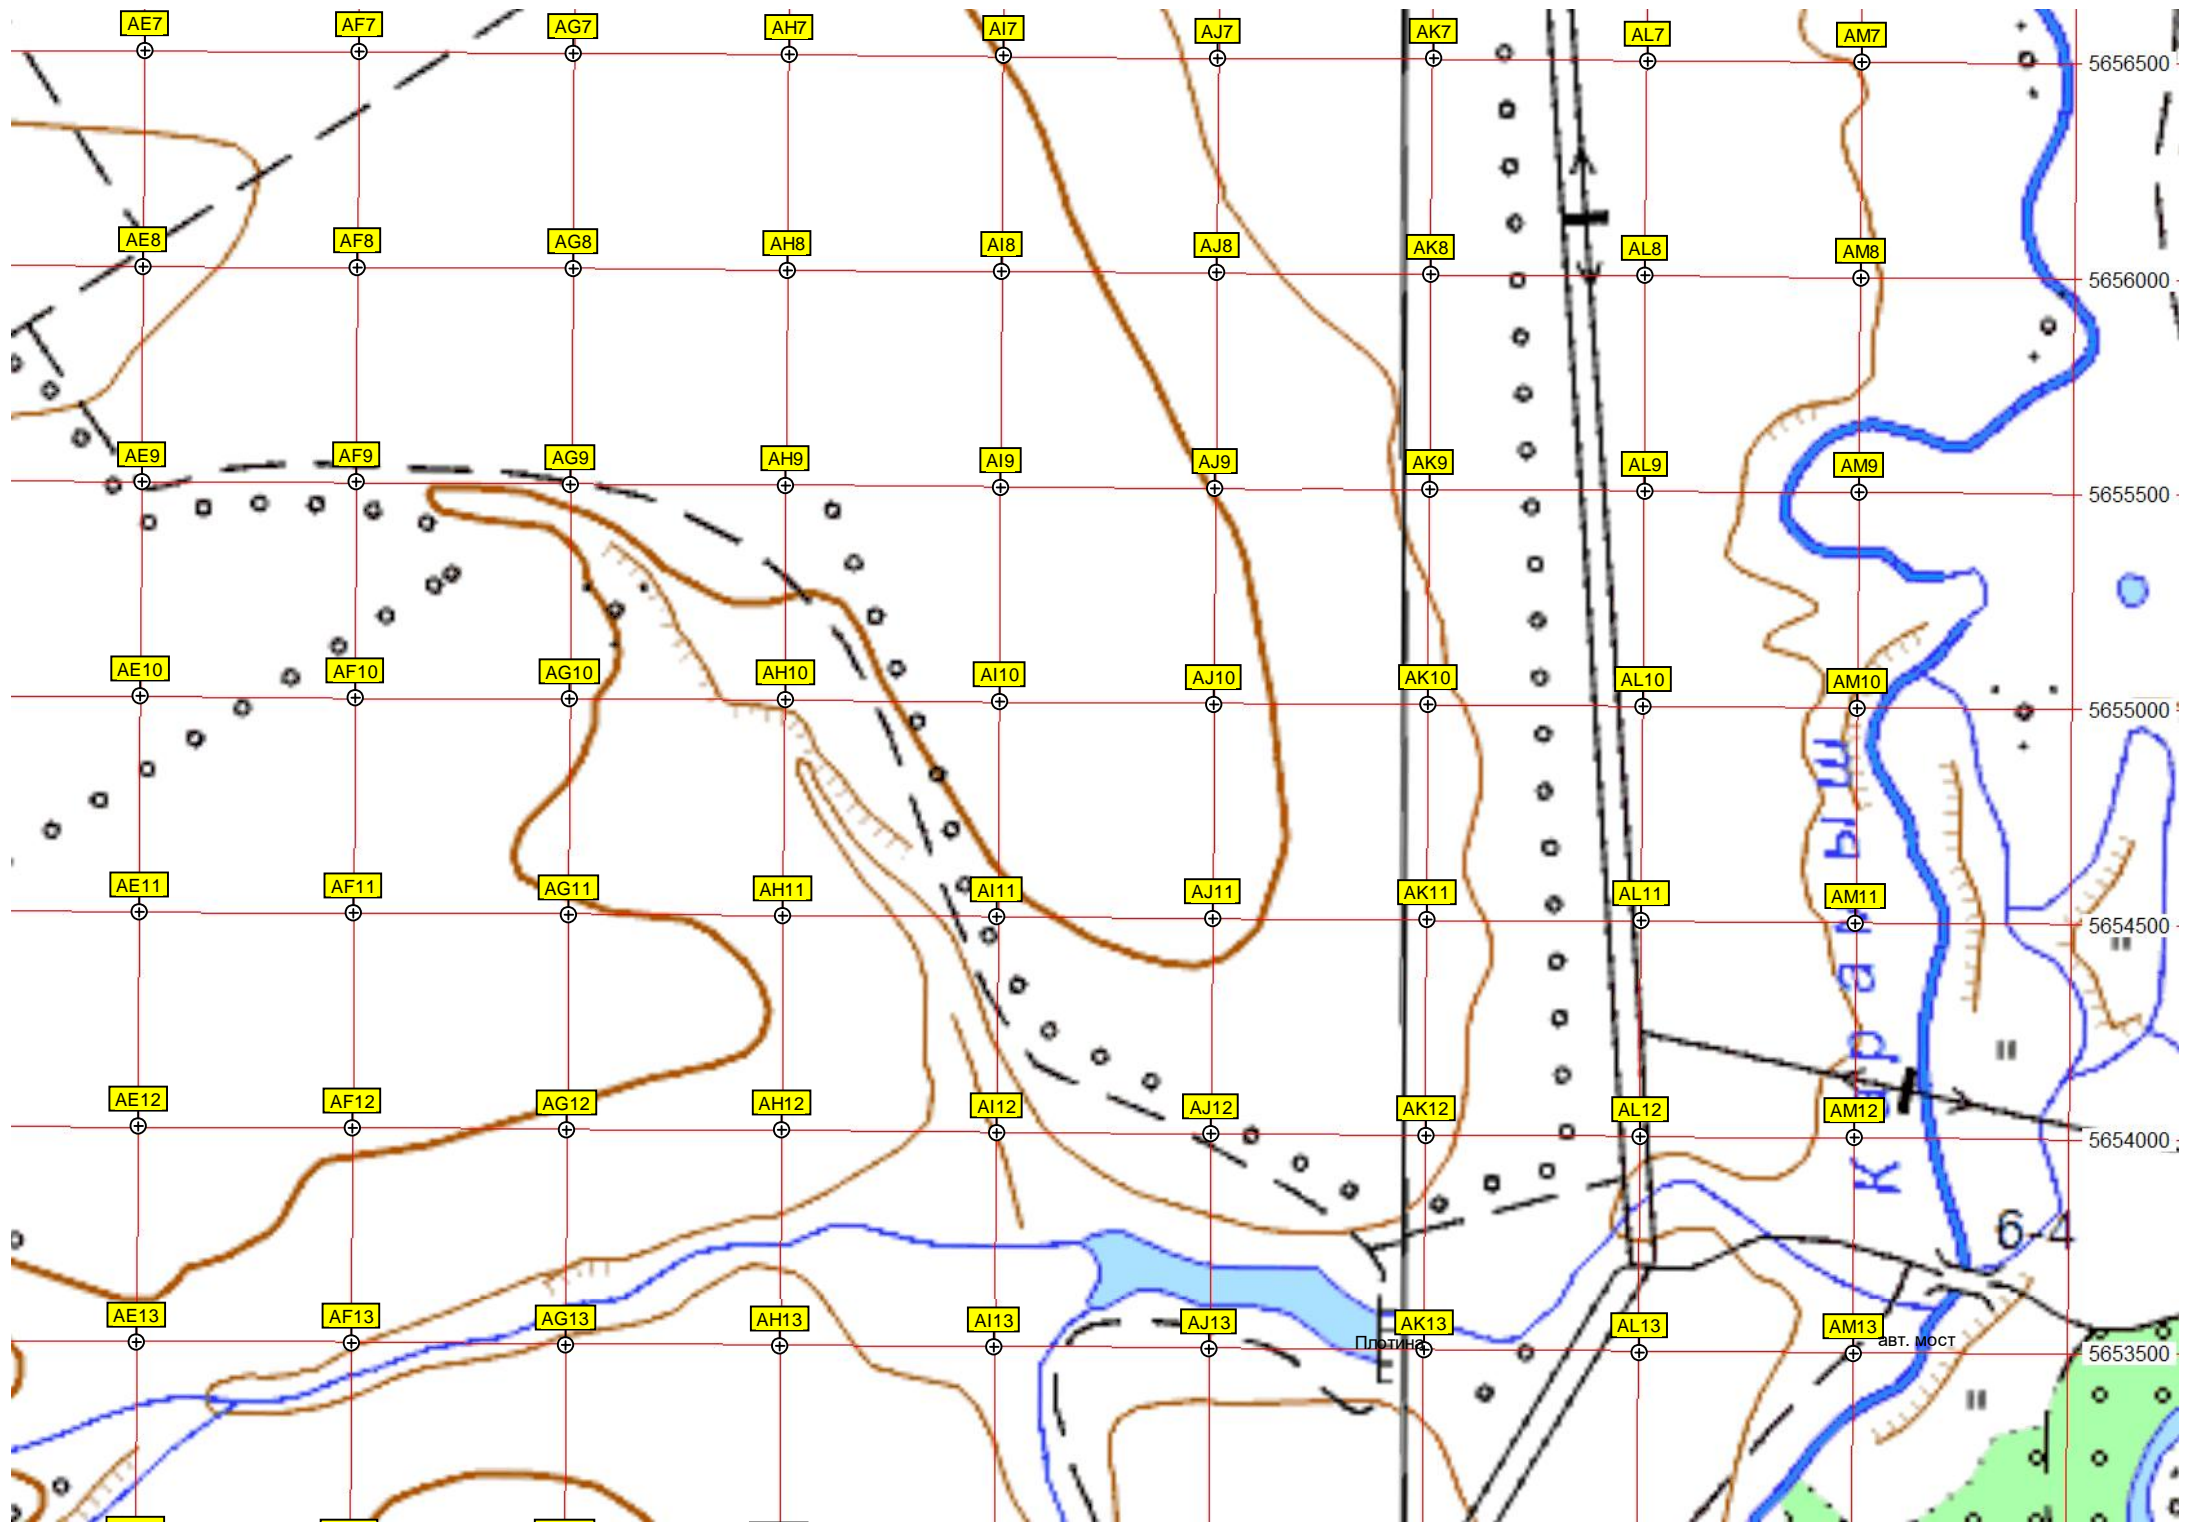 AE7 AF7 AG7 AH7 AI7 AJ7 AK7 AL7 AM7
5656500
AE8 AF8 AG8 AH8 AI8 AJ8 AK8 AL8 AM8
5656000
AE9 AF9 AG9 AH9 AI9 AJ9 AK9 AL9 AM9
5655500
AE10 AF10 AG10 AH10 AI10 AJ10 AK10 AL10 AM10
5655000
AE11 AF11 AG11 AH11 AI11 AJ11 AK11 AL11 AM11
5654500
Карамыш
AE12 AF12 AG12 AH12 AI12 AJ12 AK12 AL12 AM12
5654000
6-4
AE13 AF13 AG13 AH13 AI13 AJ13 AK13 AL13 AM13
Плотина
авт. мост
5653500